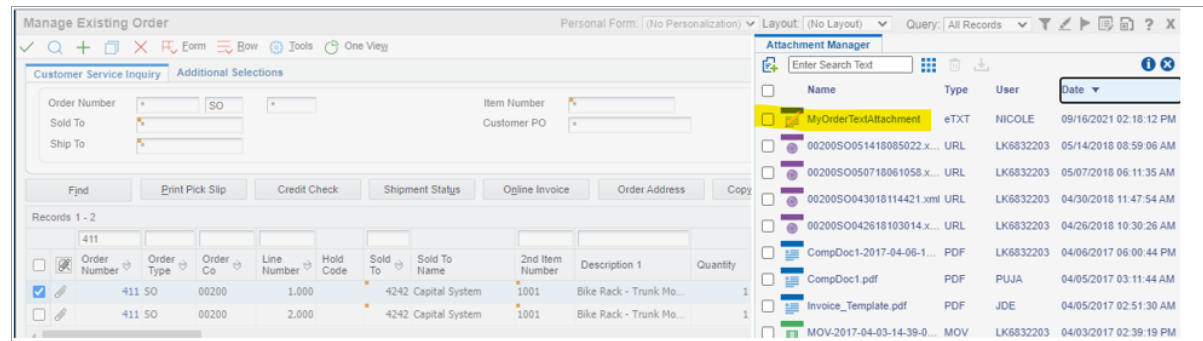 Manage Existing Order Personal Form: (No Personalization) Layout: (No Layout) Query: All Records ? X
Form Row Tools One View
Attachment Manager
Enter Search Text
Customer Service Inquiry Additional Selections
Name Type User Date
Order Number * SO * Item Number *
Sold To * Customer PO *
Ship To *
MyOrderTextAttachment eTXT NICOLE 09/16/2021 02:18:12 PM
00200SO051418085022.x... URL LK6832203 05/14/2018 08:59:06 AM
00200SO050718061058.x... URL LK6832203 05/07/2018 06:11:35 AM
00200SO043018114421.xml URL LK6832203 04/30/2018 11:47:54 AM
00200SO042618103014.x... URL LK6832203 04/26/2018 10:30:26 AM
CompDoc1-2017-04-06-1... PDF LK6832203 04/06/2017 06:00:44 PM
CompDoc1.pdf PDF PUJA 04/05/2017 03:11:44 AM
Invoice_Template.pdf PDF JDE 04/05/2017 02:51:30 AM
MOV-2017-04-03-14-39-0... MOV LK6832203 04/03/2017 02:39:19 PM
Find Print Pick Slip Credit Check Shipment Status Online Invoice Order Address Copy
Records 1 - 2
411
Order Number Order Type Order Co Line Number Hold Code Sold To Sold To Name 2nd Item Number Description 1 Quantity
411 SO 00200 1.000 4242 Capital System 1001 Bike Rack - Trunk Mo... 1
411 SO 00200 2.000 4242 Capital System 1001 Bike Rack - Trunk Mo... 1